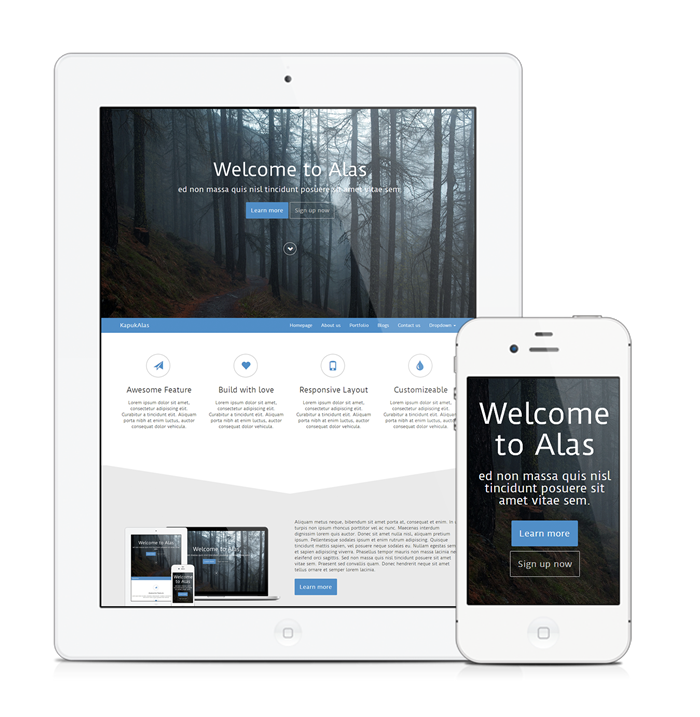 Welcome to Alas
ed non massa quis nisl tincidunt posuere sit amet vitae sem.
Learn more
Sign up now
KapukAlas
Homepage
About us
Portfolio
Blogs
Contact us
Dropdown
Awesome Feature
Lorem ipsum dolor sit amet,
consectetur adipiscing elit.
Curabitur a tincidunt elit. Aliquam
porta nibh at enim luctus, auctor
consequat dolor vehicula.
Build with love
Lorem ipsum dolor sit amet,
consectetur adipiscing elit.
Curabitur a tincidunt elit. Aliquam
porta nibh at enim luctus, auctor
consequat dolor vehicula.
Responsive Layout
Lorem ipsum dolor sit amet,
consectetur adipiscing elit.
Curabitur a tincidunt elit. Aliquam
porta nibh at enim luctus, auctor
consequat dolor vehicula.
Customizeable
Lorem ipsum dolor sit amet,
consectetur adipiscing elit.
Curabitur a tincidunt elit.
porta nibh at enim luctus,
consequat dolor vehicula.
Aliquam metus neque, bibendum sit amet porta at, consequat et enim. In
turpis non ipsum rhoncus porttitor vel ac nunc. Maecenas interdum
dignissim lorem quis auctor. Donec sit amet nulla nisl, aliquam pretium
ipsum. Pellentesque sodales ipsum et enim rutrum adipiscing. Quisque
tincidunt mattis sapien, vel posuere neque sodales eu. Nullam egestas sem
et sapien adipiscing viverra. Phasellus tempor mauris non massa lacinia nec
eleifend orci sagittis. Sed non massa quis nisl tincidunt posuere sit amet
vitae sem. Praesent sed convallis quam. Donec hendrerit neque sit amet
tellus ornare et semper lorem lacinia.
Learn more
Welcome to Alas
Welcome to Alas
Welcome
to Alas
Welcome
to Alas
ed non massa quis nisl
tincidunt posuere sit
amet vitae sem.
Learn more
Sign up now